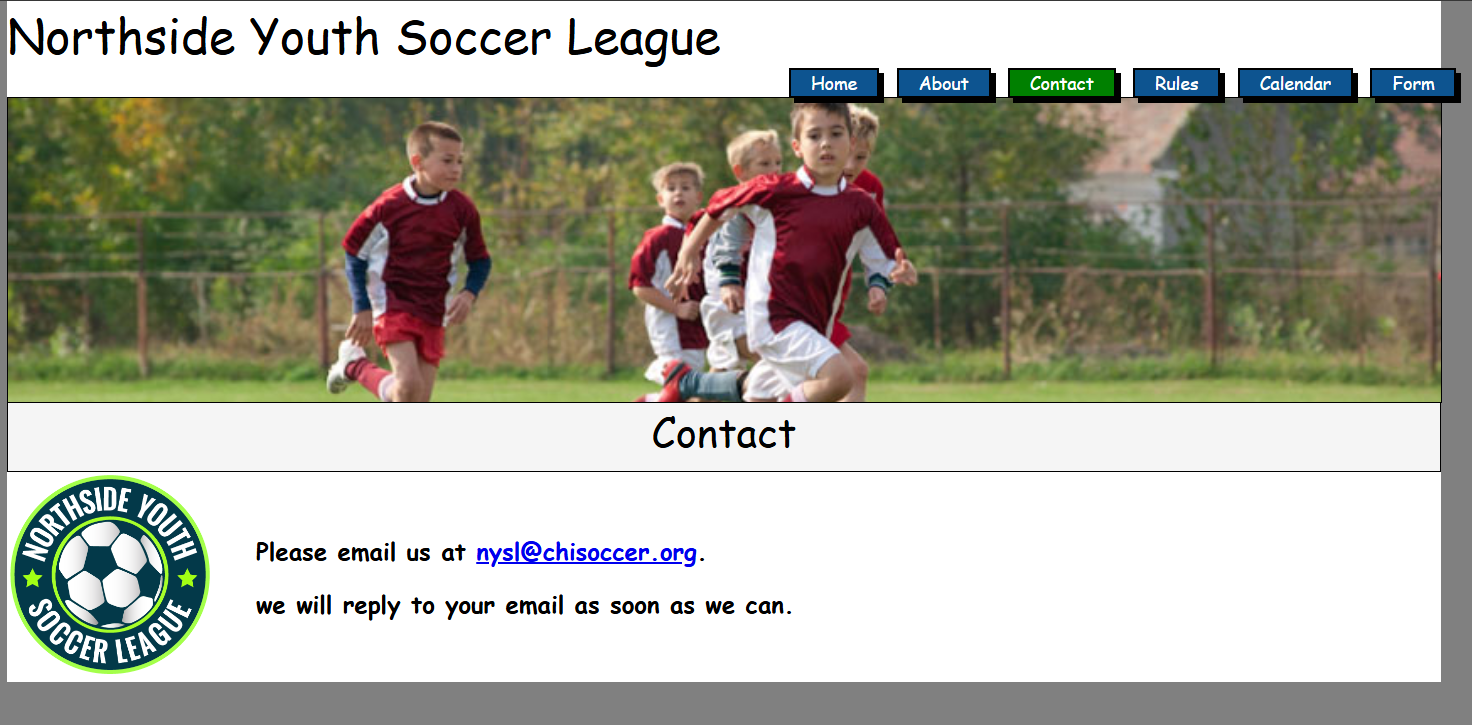 Northside Youth Soccer League
Home About Contact Rules Calendar Form
Contact
NORTHSIDE YOUTH
SOCCER LEAGUE
Please email us at nysl@chisoccer.org.
we will reply to your email as soon as we can.